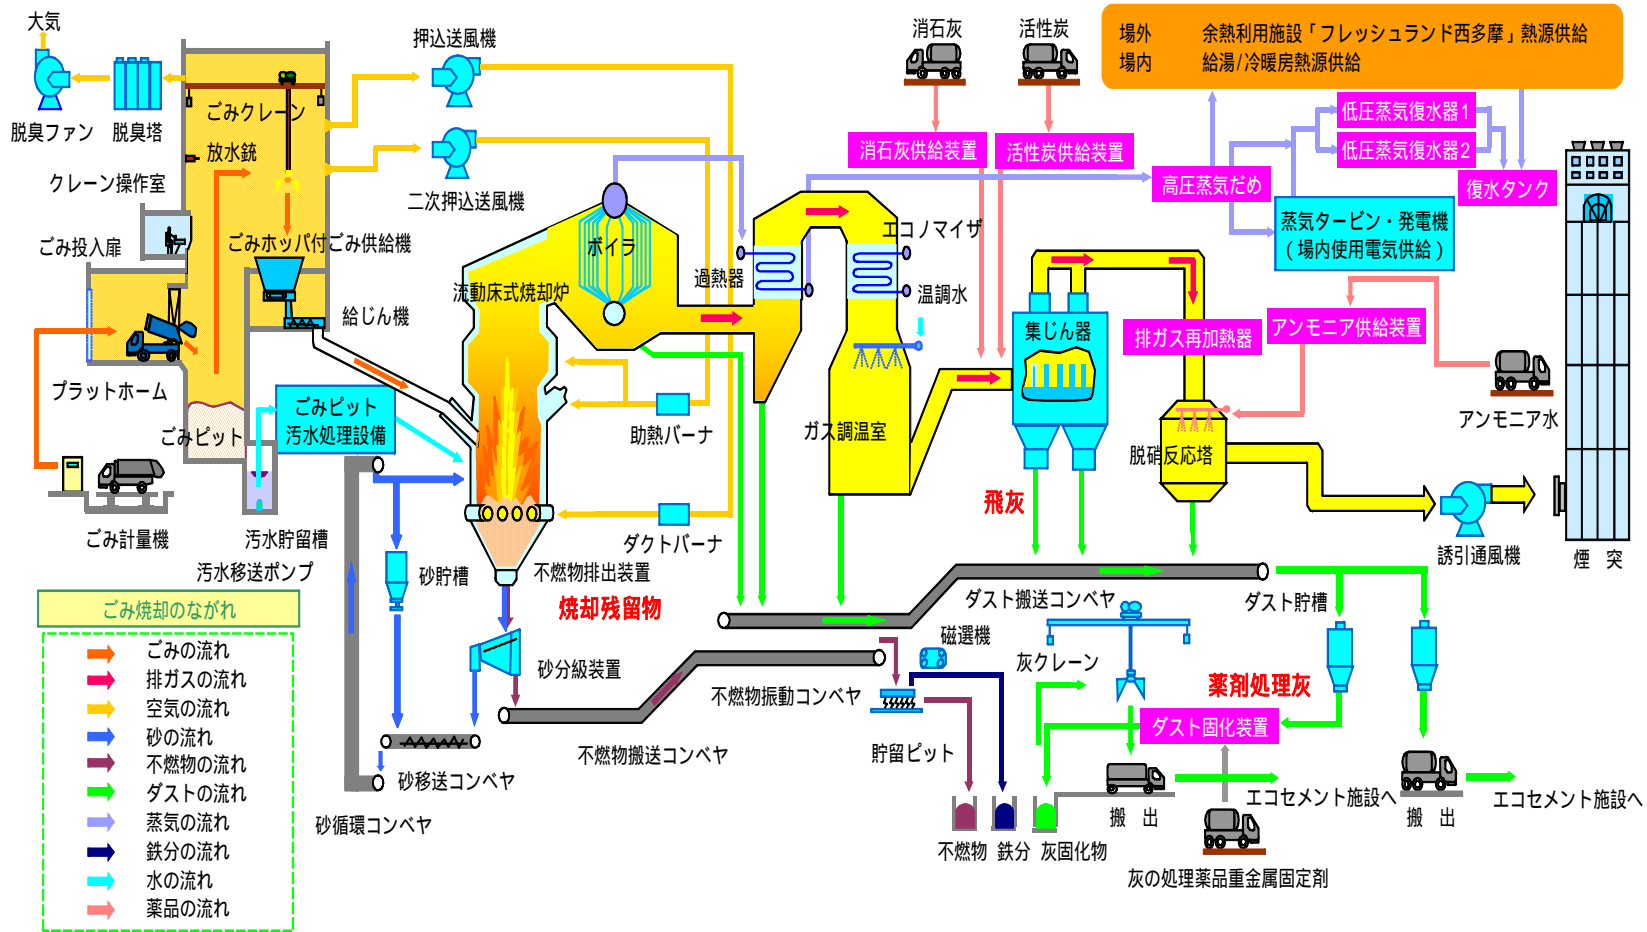 大気
脱臭ファン
脱臭塔
クレーン操作室
ごみ投入扉
プラットホーム
ごみ計量機
ごみクレーン
放水銃
ごみホッパ付ごみ供給機
給じん機
ごみピット
ごみピット
汚水処理設備
汚水貯留槽
汚水移送ポンプ
押込送風機
二次押込送風機
流動床式焼却炉
ボイラ
助熱バーナ
ダクトバーナ
砂貯槽
不燃物排出装置
焼却残留物
砂分級装置
砂移送コンベヤ
砂循環コンベヤ
不燃物搬送コンベヤ
不燃物振動コンベヤ
磁選機
貯留ピット
不燃物
鉄分
灰固化物
消石灰
活性炭
消石灰供給装置
活性炭供給装置
過熱器
エコノマイザ
温調水
ガス調温室
集じん器
飛灰
排ガス再加熱器
アンモニア供給装置
アンモニア水
脱硝反応塔
誘引通風機
煙 突
場外 余熱利用施設「フレッシュランド西多摩」熱源供給
場内 給湯/冷暖房熱源供給
低圧蒸気復水器1
低圧蒸気復水器2
高圧蒸気だめ
復水タンク
蒸気タービン・発電機
(場内使用電気供給)
ダスト搬送コンベヤ
ダスト貯槽
灰クレーン
薬剤処理灰
ダスト固化装置
搬 出
エコセメント施設へ
搬 出
エコセメント施設へ
灰の処理薬品重金属固定剤
ごみ焼却のながれ
ごみの流れ
排ガスの流れ
空気の流れ
砂の流れ
不燃物の流れ
ダストの流れ
蒸気の流れ
鉄分の流れ
水の流れ
薬品の流れ